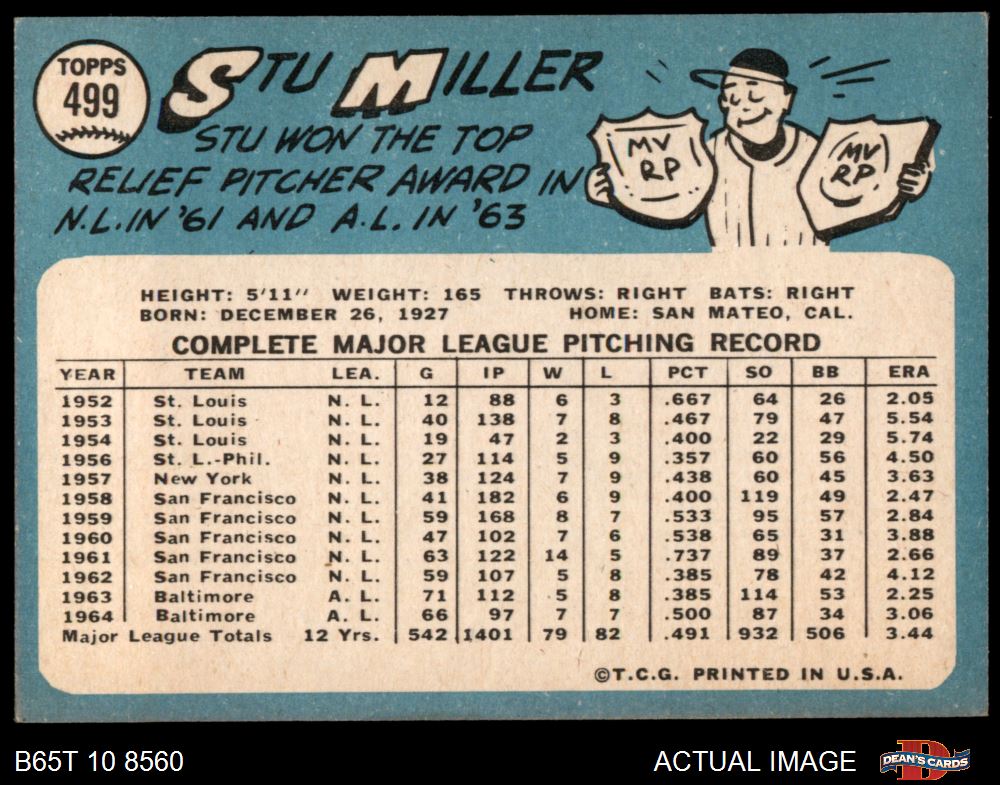 TOPPS
499
STU MILLER
STU WON THE TOP
RELIEF PITCHER AWARD IN
N.L. IN '61 AND A.L. IN '63
MV
RP
MV
RP.
HEIGHT: 5'11" WEIGHT: 165 THROWS: RIGHT BATS: RIGHT
BORN: DECEMBER 26, 1927 HOME: SAN MATEO, CAL.
COMPLETE MAJOR LEAGUE PITCHING RECORD
YEAR TEAM LEA. G IP W L PCT SO BB ERA
1952 St. Louis N. L. 12 88 6 3 .667 64 26 2.05
1953 St. Louis N. L. 40 138 7 8 .467 79 47 5.54
1954 St. Louis N. L. 19 47 2 3 .400 22 29 5.74
1956 St. L.-Phil. N. L. 27 114 5 9 .357 60 56 4.50
1957 New York N. L. 38 124 7 9 .438 60 45 3.63
1958 San Francisco N. L. 41 182 6 9 .400 119 49 2.47
1959 San Francisco N. L. 59 168 8 7 .533 95 57 2.84
1960 San Francisco N. L. 47 102 7 6 .538 65 31 3.88
1961 San Francisco N. L. 63 122 14 5 .737 89 37 2.66
1962 San Francisco N. L. 59 107 5 8 .385 78 42 4.12
1963 Baltimore A. L. 71 112 5 8 .385 114 53 2.25
1964 Baltimore A. L. 66 97 7 7 .500 87 34 3.06
Major League Totals 12 Yrs. 542 1401 79 82 .491 932 506 3.44
©T.C.G. PRINTED IN U.S.A.
B65T 10 8560 ACTUAL IMAGE
D
DEAN'S CARDS